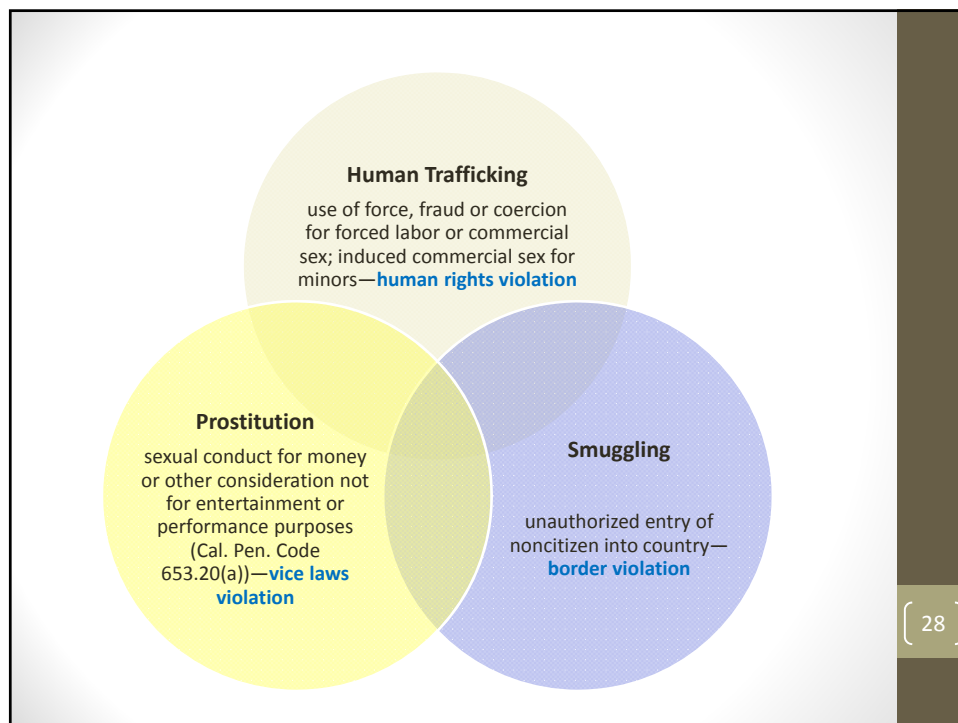 Human Trafficking
use of force, fraud or coercion
for forced labor or commercial
sex; induced commercial sex for
minors—human rights violation
Prostitution
sexual conduct for money
or other consideration not
for entertainment or
performance purposes
(Cal. Pen. Code
653.20(a))—vice laws
violation
Smuggling
unauthorized entry of
noncitizen into country—
border violation
28